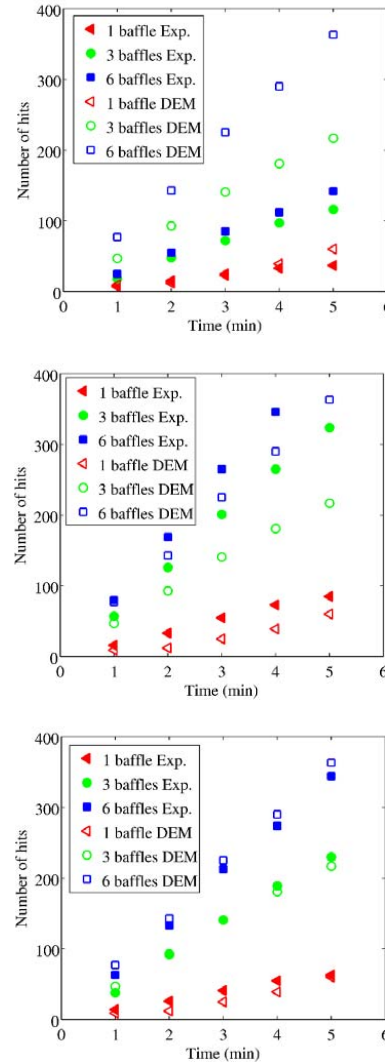 400
300
200
100
0
Number of hits
1 baffle Exp.
3 baffles Exp.
6 baffles Exp.
1 baffle DEM
3 baffles DEM
6 baffles DEM
0 1 2 3 4 5 6
Time (min)
400
300
200
100
0
Number of hits
1 baffle Exp.
3 baffles Exp.
6 baffles Exp.
1 baffle DEM
3 baffles DEM
6 baffles DEM
0 1 2 3 4 5 6
Time (min)
400
300
200
100
0
Number of hits
1 baffle Exp.
3 baffles Exp.
6 baffles Exp.
1 baffle DEM
3 baffles DEM
6 baffles DEM
0 1 2 3 4 5 6
Time (min)